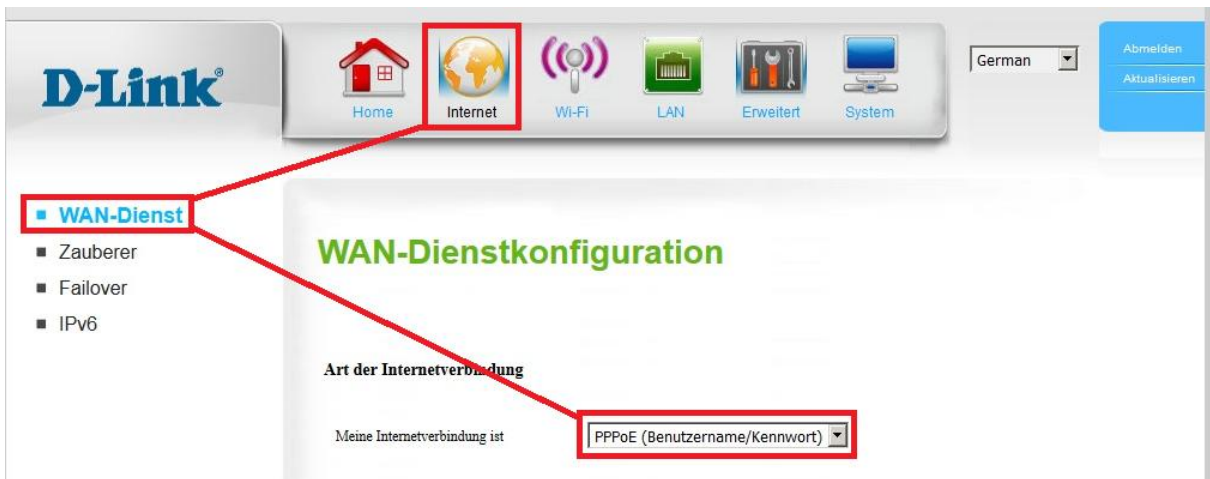 D-Link®
Home
Internet
Wi-Fi
LAN
Erweitert
System
German
Abmelden
Aktualisieren
WAN-Dienst
Zauberer
Failover
IPv6
WAN-Dienstkonfiguration
Art der Internetverbindung
Meine Internetverbindung ist
PPPoE (Benutzername/Kennwort)